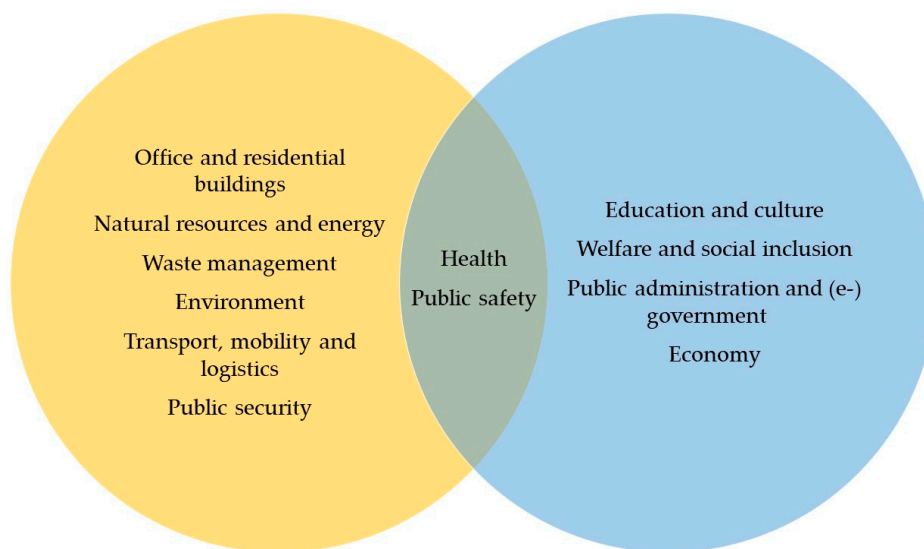 Office and residential
buildings
Natural resources and energy
Waste management
Environment
Transport, mobility and
logistics
Public security
Health
Public safety
Education and culture
Welfare and social inclusion
Public administration and (e-)
government
Economy